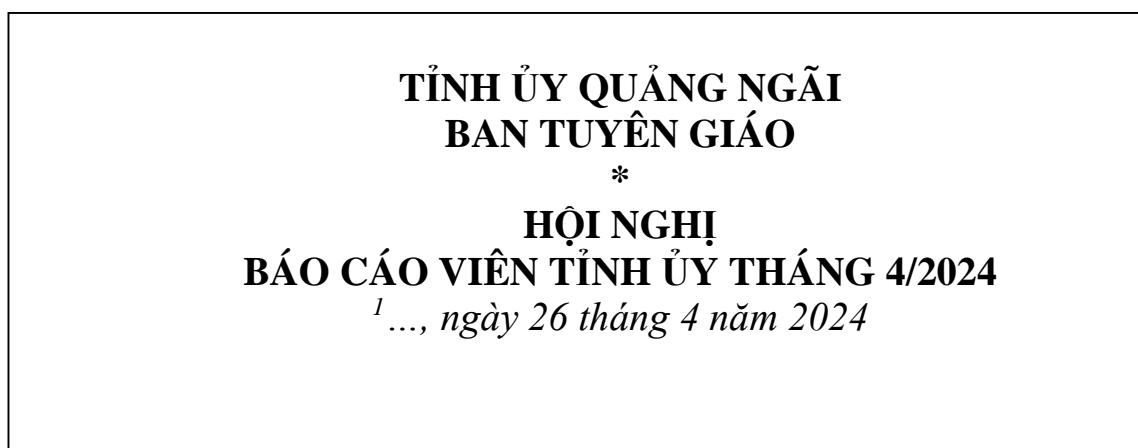 TỈNH ỦY QUẢNG NGÃI
BAN TUYÊN GIÁO
*
HỘI NGHỊ
BÁO CÁO VIÊN TỈNH ỦY THÁNG 4/2024
1 ..., ngày 26 tháng 4 năm 2024